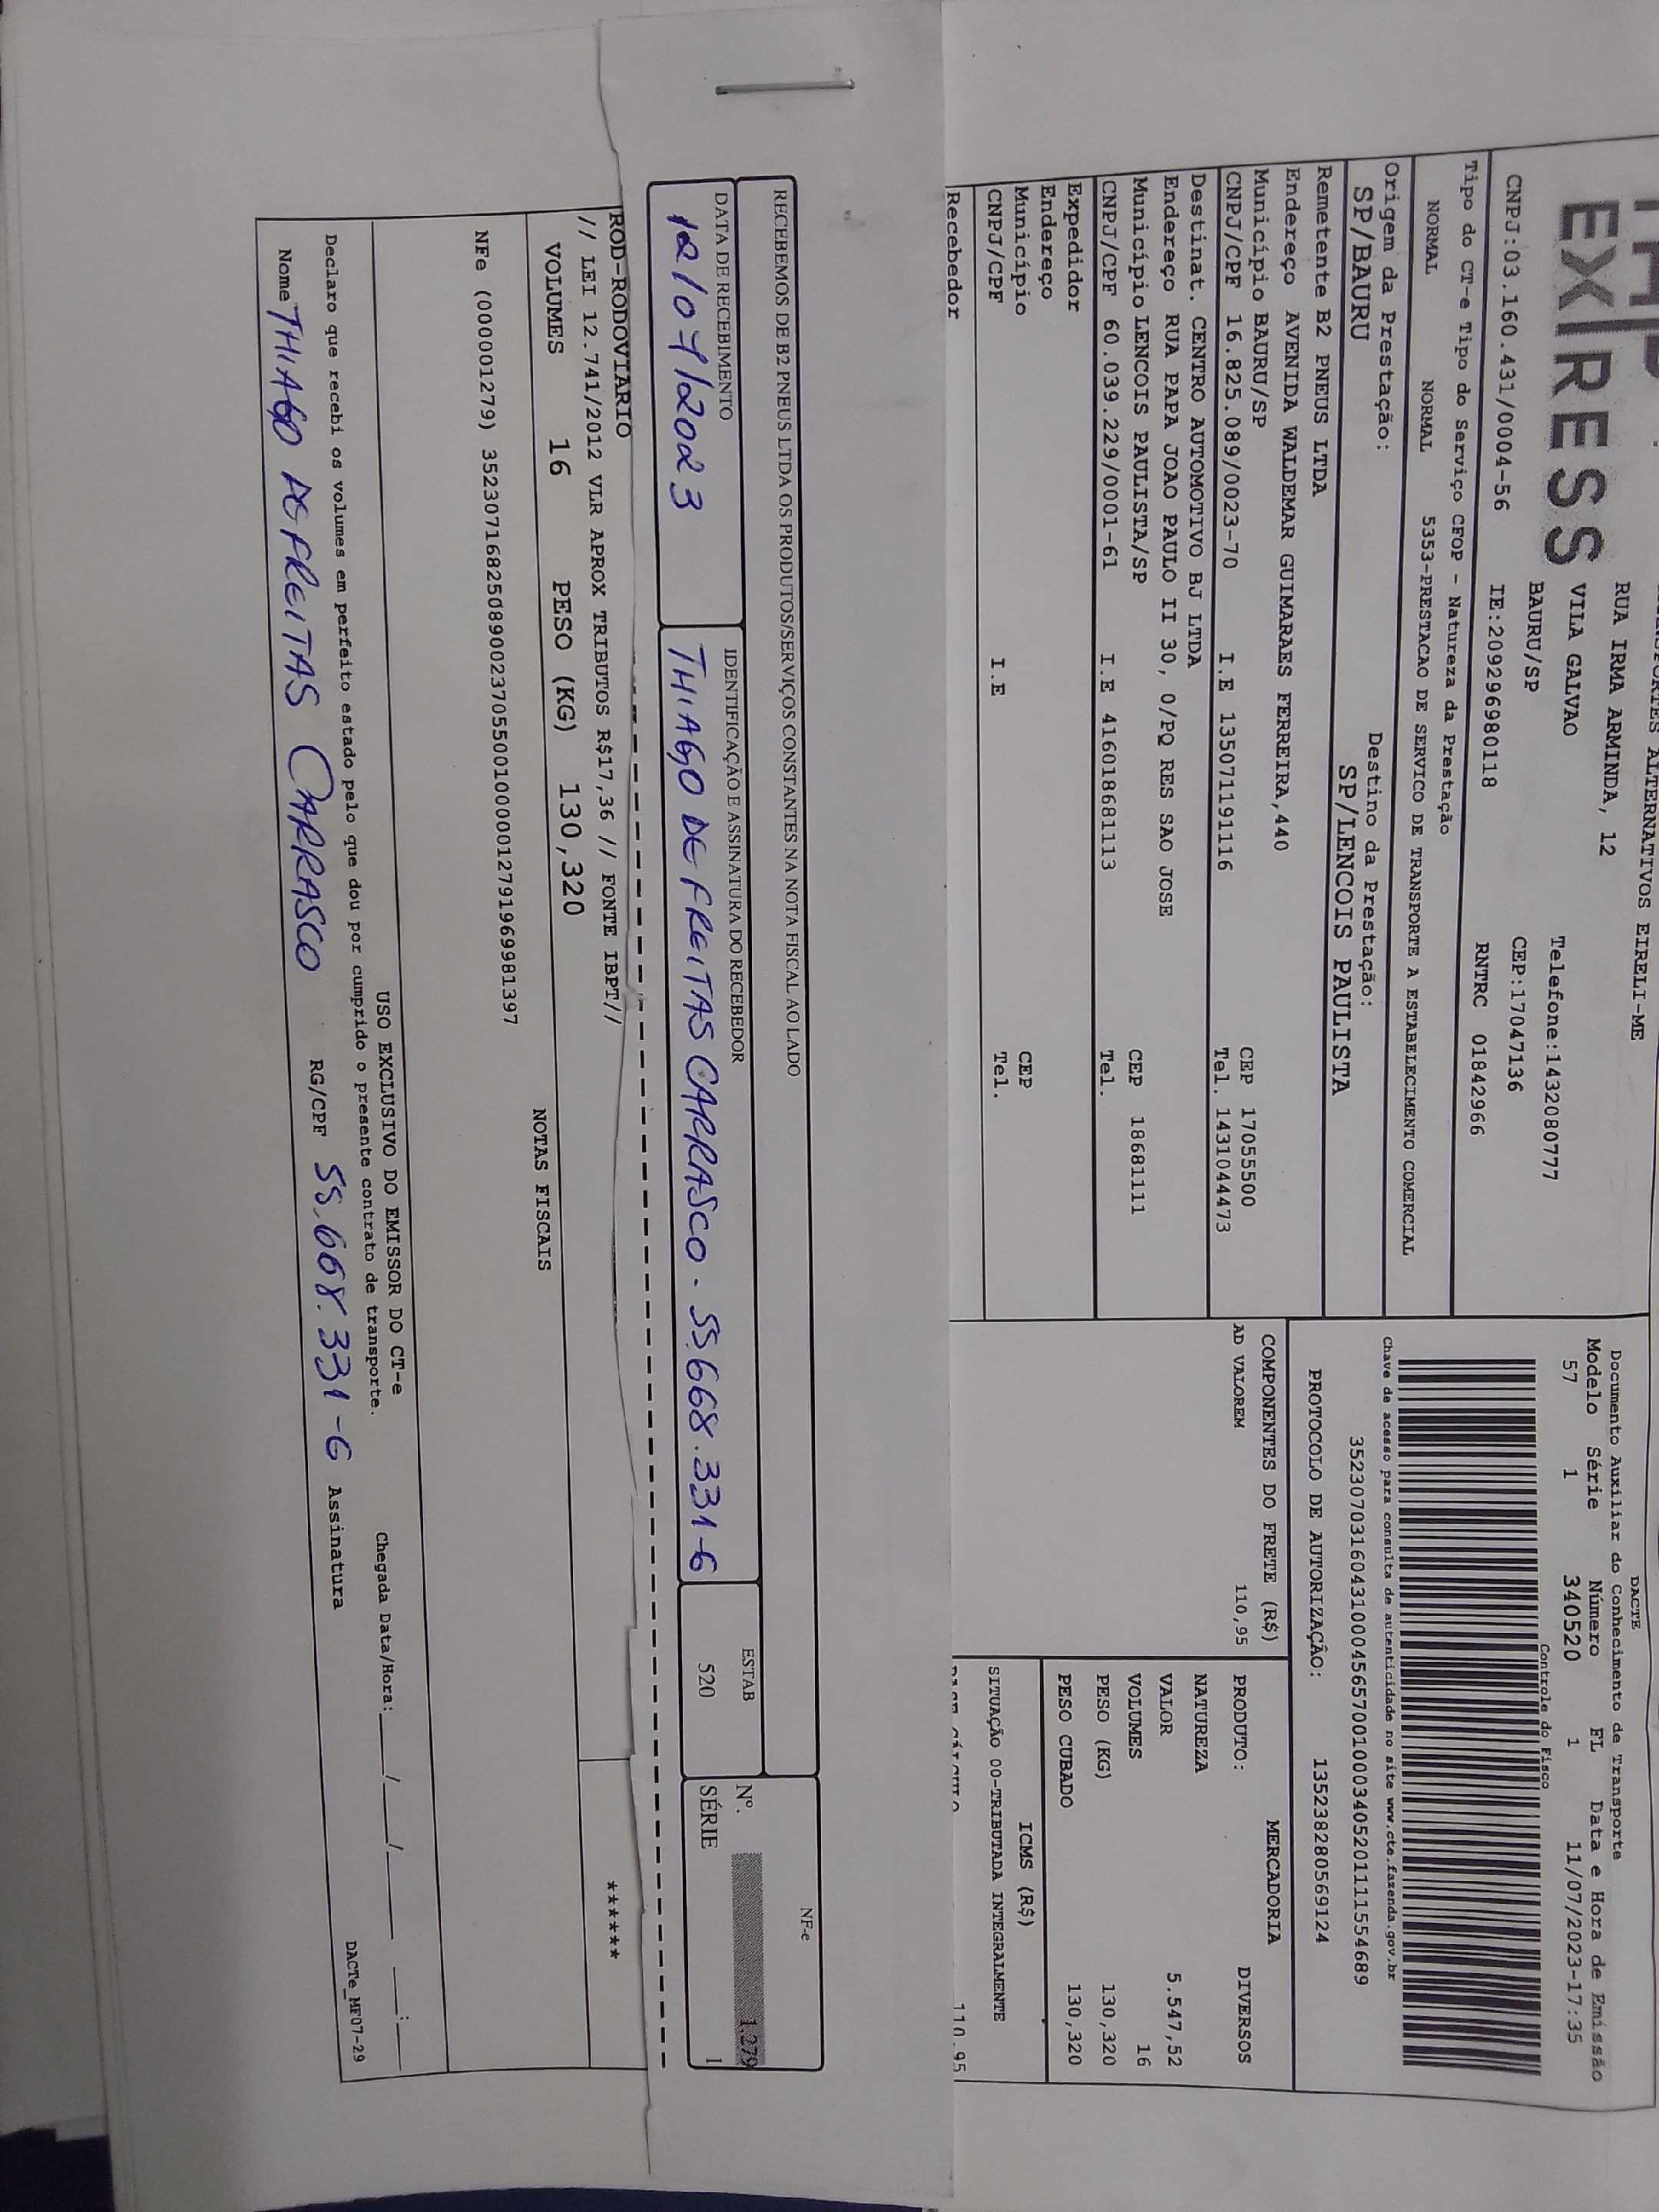 EXPRESS
ALTERNATIVOS EIRELI-ME
RUA IRMA ARMINDA, 12
VILA GALVAO Telefone:1432080777
BAURU/SP CEP:17047136
CNPJ:03.160.431/0004-56 IE:209296980118 RNTRC 01842966
Tipo do CT-e Tipo do Serviço CFOP - Natureza da Prestação
NORMAL NORMAL 5353-PRESTACAO DE SERVICO DE TRANSPORTE A ESTABELECIMENTO COMERCIAL
Origem da Prestação: Destino da Prestação:
SP/BAURU SP/LENCOIS PAULISTA
Remetente B2 PNEUS LTDA
Endereço AVENIDA WALDEMAR GUIMARAES FERREIRA,440
Município BAURU/SP CEP 17055500
CNPJ/CPF 16.825.089/0023-70 I.E 135071191116 Tel. 1431044473
Destinat. CENTRO AUTOMOTIVO BJ LTDA
Endereço RUA PAPA JOAO PAULO II 30, 0/PQ RES SAO JOSE
Município LENCOIS PAULISTA/SP CEP 18681111
CNPJ/CPF 60.039.229/0001-61 I.E 416018681113 Tel.
Expedidor
Endereço
Município CEP
CNPJ/CPF I.E Tel.
Recebedor
DACTE
Documento Auxiliar do Conhecimento de Transporte
Modelo Série Número FL Data e Hora de Emissão
57 1 340520 1 11/07/2023-17:35
Controle do Fisco
Chave de acesso para consulta de autenticidade no site www.cte.fazenda.gov.br
35230703160431000456570010003405201111554689
PROTOCOLO DE AUTORIZAÇÃO: 135238280569124
COMPONENTES DO FRETE (R$)
AD VALOREM 110,95
MERCADORIA
PRODUTO: DIVERSOS
NATUREZA
VALOR 5.547,52
VOLUMES 16
PESO (KG) 130,320
PESO CUBADO 130,320
ICMS (R$)
SITUAÇÃO 00-TRIBUTADA INTEGRALMENTE
110,95
RECEBEMOS DE B2 PNEUS LTDA OS PRODUTOS/SERVIÇOS CONSTANTES NA NOTA FISCAL AO LADO
NF-e
DATA DE RECEBIMENTO IDENTIFICAÇÃO E ASSINATURA DO RECEBEDOR ESTAB Nº. 1.279
12/07/2023 THIAGO DE FREITAS CARRASCO - 55.668.331-6 520 SÉRIE 1
ROD-RODOVIARIO ******
// LEI 12.741/2012 VLR APROX TRIBUTOS R$17,36 // FONTE IBPT//
VOLUMES 16 PESO (KG) 130,320
NOTAS FISCAIS
NFe (000001279) 35230716825089002370550010000012791969981397
USO EXCLUSIVO DO EMISSOR DO CT-e
Declaro que recebi os volumes em perfeito estado pelo que dou por cumprido o presente contrato de transporte. Chegada Data/Hora:____/____/____ ___:___
Nome THIAGO DE FREITAS CARRASCO RG/CPF 55.668.331-6 Assinatura
DACTe_MF07-29